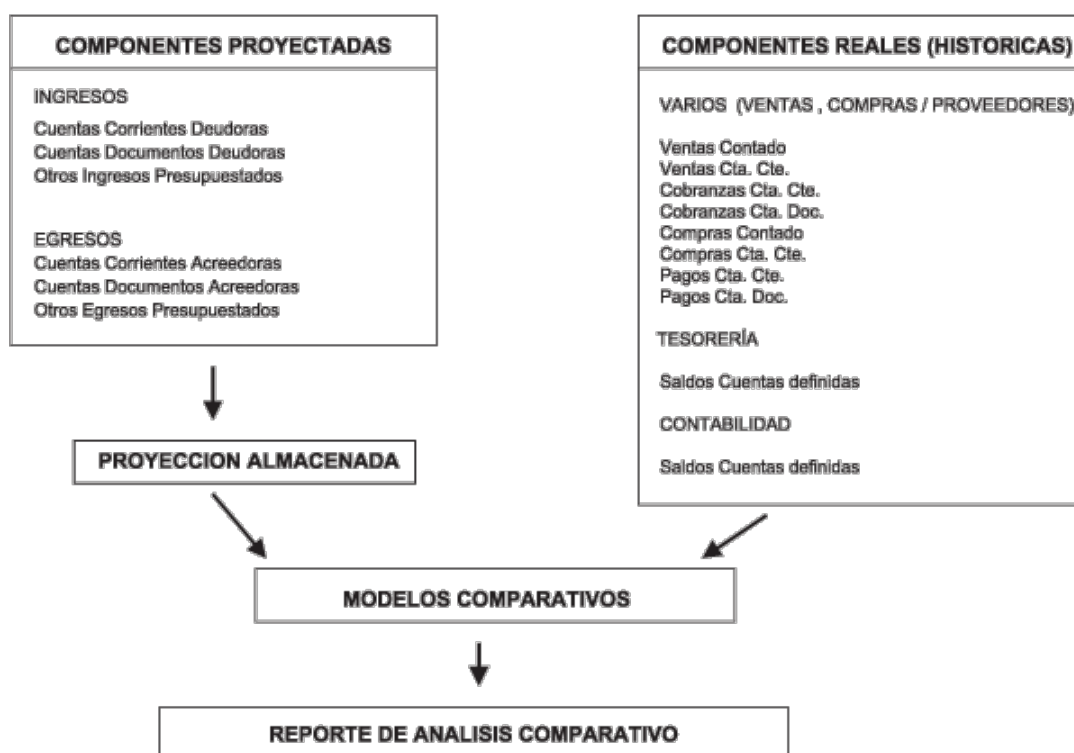 COMPONENTES PROYECTADAS
INGRESOS
Cuentas Corrientes Deudoras
Cuentas Documentos Deudoras
Otros Ingresos Presupuestados
EGRESOS
Cuentas Corrientes Acreedoras
Cuentas Documentos Acreedoras
Otros Egresos Presupuestados
COMPONENTES REALES (HISTORICAS)
VARIOS (VENTAS , COMPRAS / PROVEEDORES)
Ventas Contado
Ventas Cta. Cte.
Cobranzas Cta. Cte.
Cobranzas Cta. Doc.
Compras Contado
Compras Cta. Cte.
Pagos Cta. Cte.
Pagos Cta. Doc.
TESORERÍA
Saldos Cuentas definidas
CONTABILIDAD
Saldos Cuentas definidas
PROYECCION ALMACENADA
MODELOS COMPARATIVOS
REPORTE DE ANALISIS COMPARATIVO